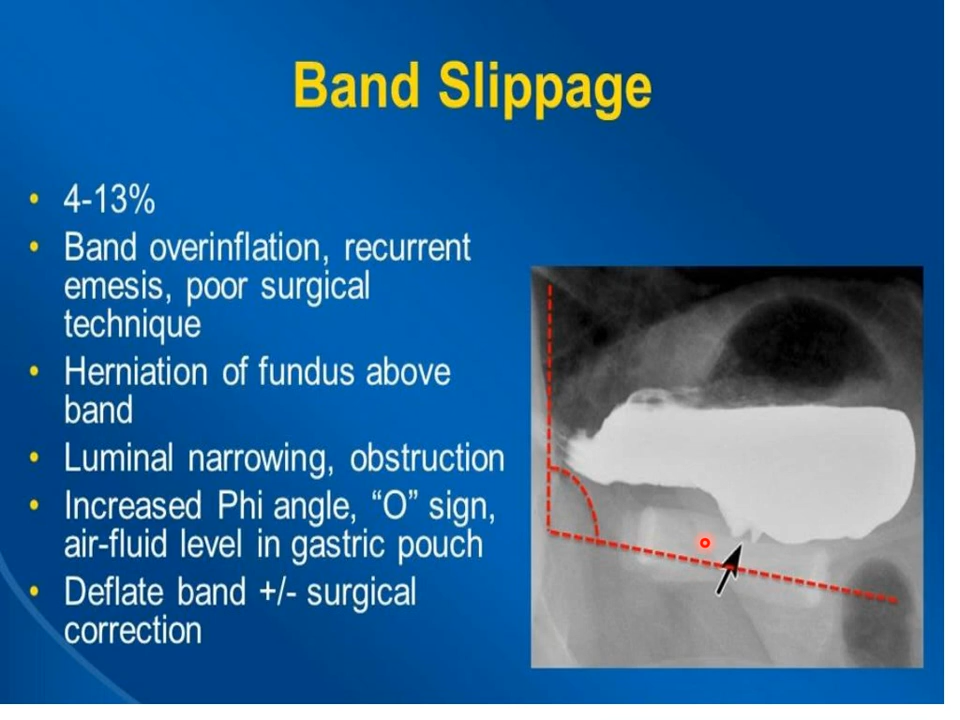 Band Slippage
• 4-13%
• Band overinflation, recurrent
emesis, poor surgical
technique
• Herniation of fundus above
band
• Luminal narrowing, obstruction
• Increased Phi angle, “O” sign,
air-fluid level in gastric pouch
• Deflate band +/- surgical
correction